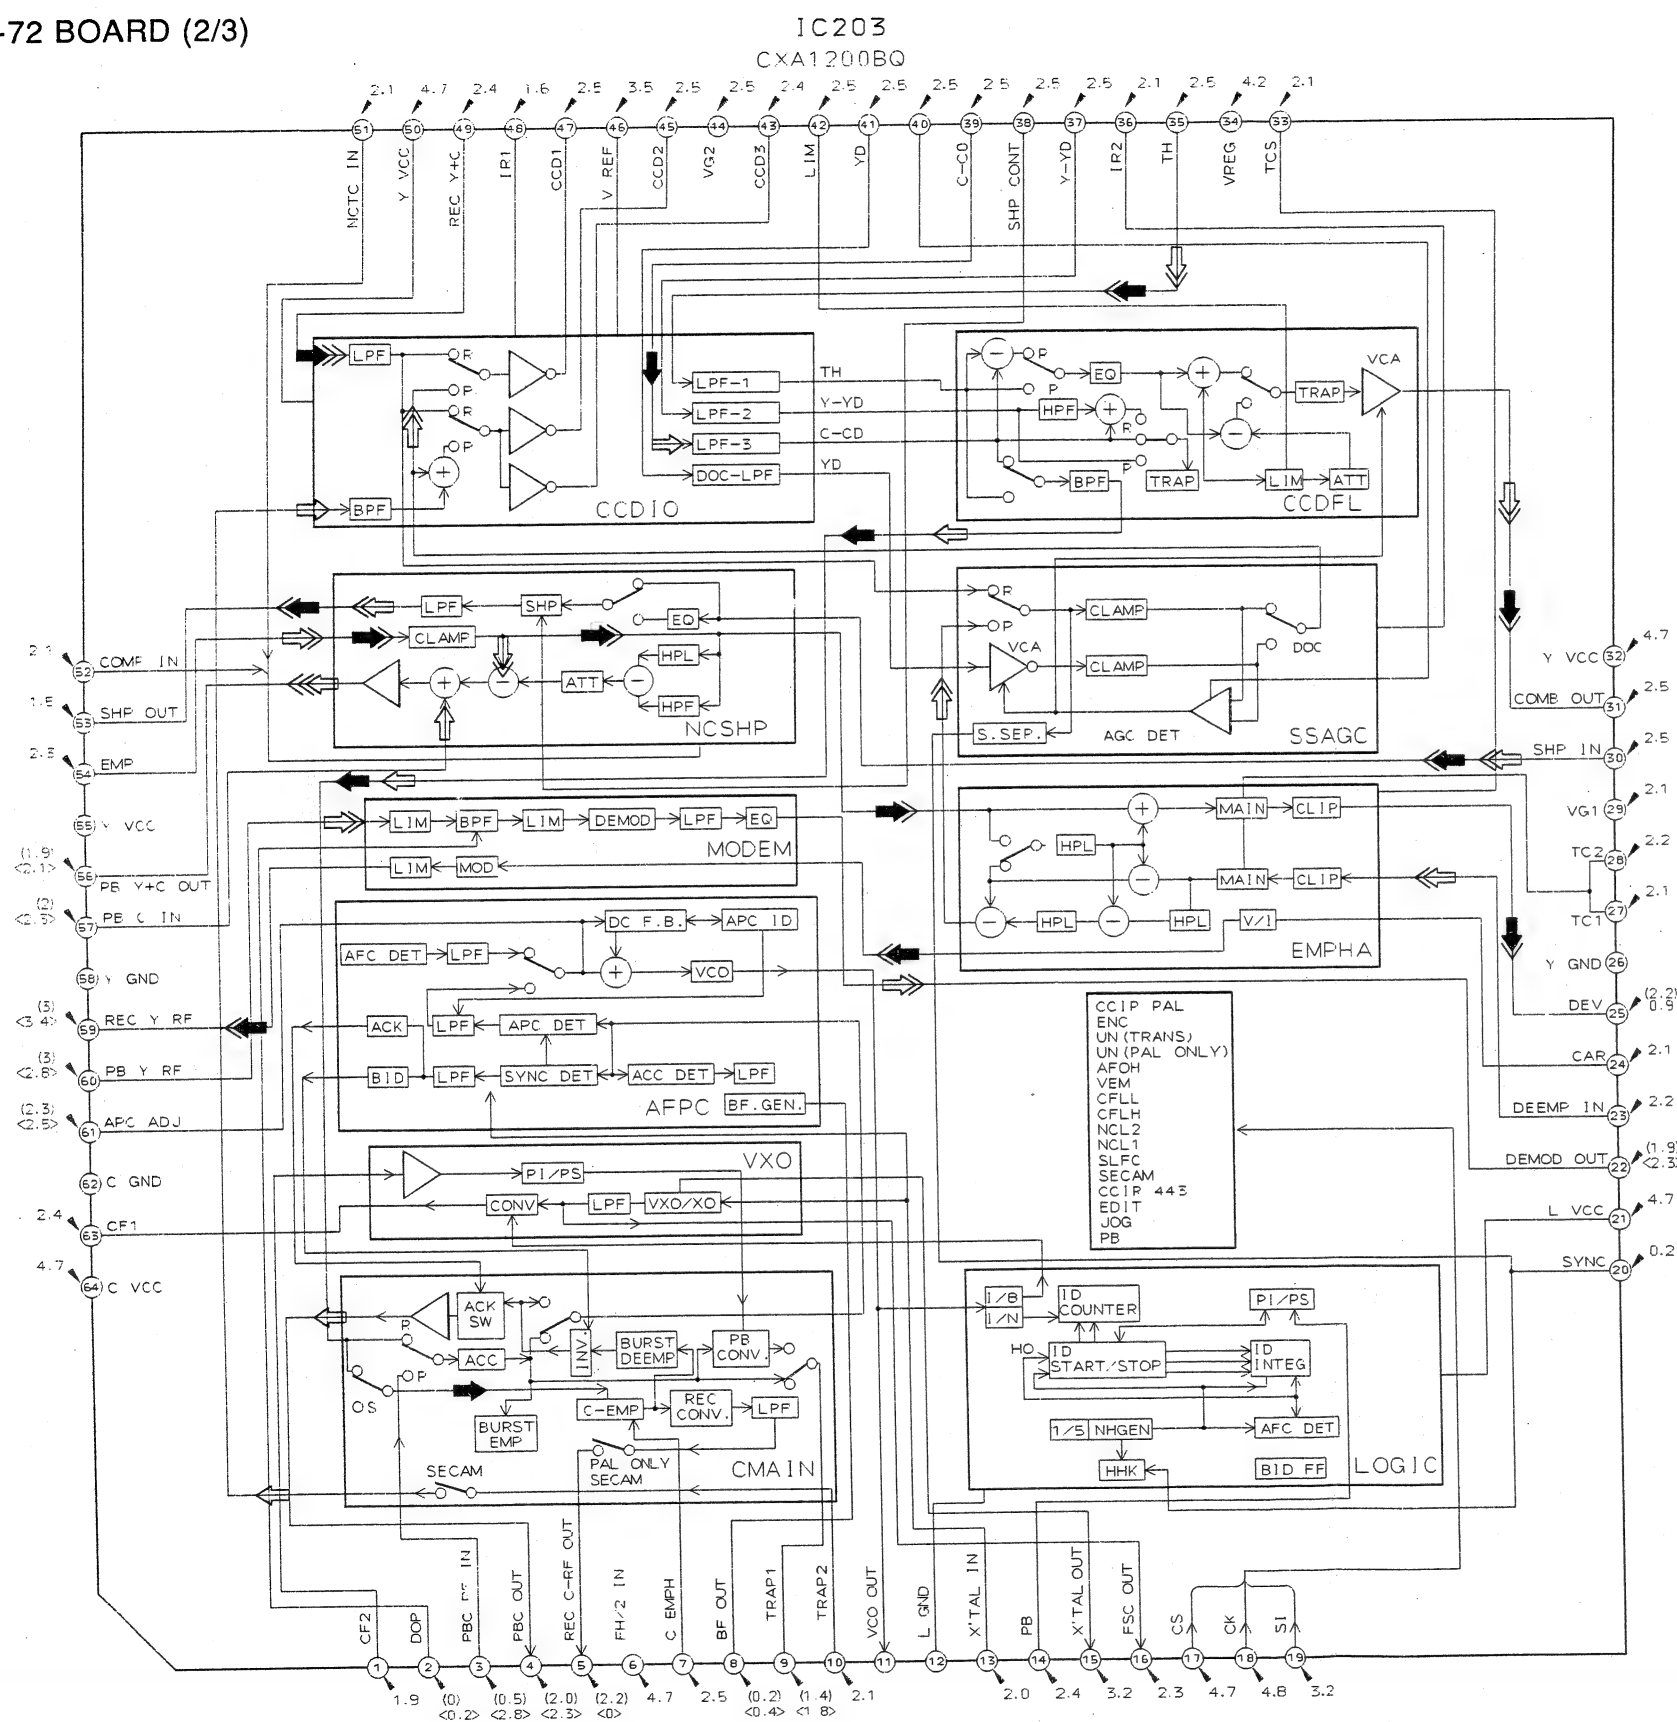 -72 BOARD (2/3)
IC203
CXA1200BQ
2.1 4.7 2.4 1.6 2.5 3.5 2.5 2.5 2.4 2.5 2.5 2.5 2.5 2.5 2.1 2.5 4.2 2.1
51 50 49 48 47 46 45 44 43 42 41 40 39 38 37 36 35 34 33
NCTC IN
Y VCC
REC Y+C
IR1
CCD1
V REF
CCD2
VG2
CCD3
LIM
YD
C-CD
SHP CONT
Y-YD
IR2
TH
VREG
TCS
LPF
R
P
R
P
BPF
CCDIO
LPF-1
LPF-2
LPF-3
DOC-LPF
TH
Y-YD
C-CD
YD
R
P
EQ
HPF
R
P
BPF
TRAP
LIM
ATT
TRAP
VCA
CCDFL
LPF
SHP
EQ
CLAMP
HPL
ATT
HPF
NCSHP
R
P
VCA
CLAMP
CLAMP
DOC
S.SEP.
AGC DET
SSAGC
LIM
BPF
LIM
DEMOD
LPF
EQ
LIM
MOD
MODEM
MAIN
CLIP
HPL
MAIN
CLIP
HPL
HPL
V/I
EMPHA
DC F.B.
APC ID
AFC DET
LPF
VCO
ACK
LPF
APC DET
BID
LPF
SYNC DET
ACC DET
LPF
AFPC
BF.GEN.
CCIP PAL
ENC
UN(TRANS)
UN(PAL ONLY)
AFOH
VEM
CFLL
CFLH
NCL2
NCL1
SLFC
SECAM
CCIR 443
EDIT
JOG
PB
VXO
PI/PS
CONV
LPF
VXO/XO
ACK
SW
P
ACC
OS
P
INV.
BURST
DEEMP
PB
CONV.
C-EMP
REC
CONV.
LPF
BURST
EMP
PAL ONLY
SECAM
SECAM
CMAIN
I/B
I/N
ID
COUNTER
PI/PS
HO
ID
START/STOP
ID
INTEG
1/5
NHGEN
AFC DET
HHK
BID FF
LOGIC
52 COMP IN
1.5
53 SHP OUT
2.3
54 EMP
55 Y VCC
(1.9)
<2.1>
56 PB Y+C OUT
(2)
<2.3>
57 PB C IN
58 Y GND
(3)
<3 4>
59 REC Y RF
(3)
<2.8>
60 PB Y RF
(2.3)
<2.5>
61 APC ADJ
62 C GND
2.4
63 CF1
4.7
64 C VCC
4.7
Y VCC 32
2.5
COMB OUT 31
2.5
SHP IN 30
2.1
VG1 29
2.2
TC2 28
2.1
TC1 27
Y GND 26
(2.2)
0.9
DEV 25
2.1
CAR 24
2.2
DEEMP IN 23
(1.9)
<2.3
DEMOD OUT 22
4.7
L VCC 21
0.2
SYNC 20
CF2
DOP
PBC IN
PBC OUT
REC C-RF OUT
FH/2 IN
C EMPH
BF OUT
TRAP1
TRAP2
VCO OUT
L GND
X'TAL IN
PB
X'TAL OUT
FSC OUT
CS
CK
SI
1 2 3 4 5 6 7 8 9 10 11 12 13 14 15 16 17 18 19
1.9 (0) (0.5) (2.0) (2.2) 4.7 2.5 (0.2) (1.4) 2.1 2.0 2.4 3.2 2.3 4.7 4.8 3.2
<0.2> <2.8> <2.3> <0> <0.4> <1 8>